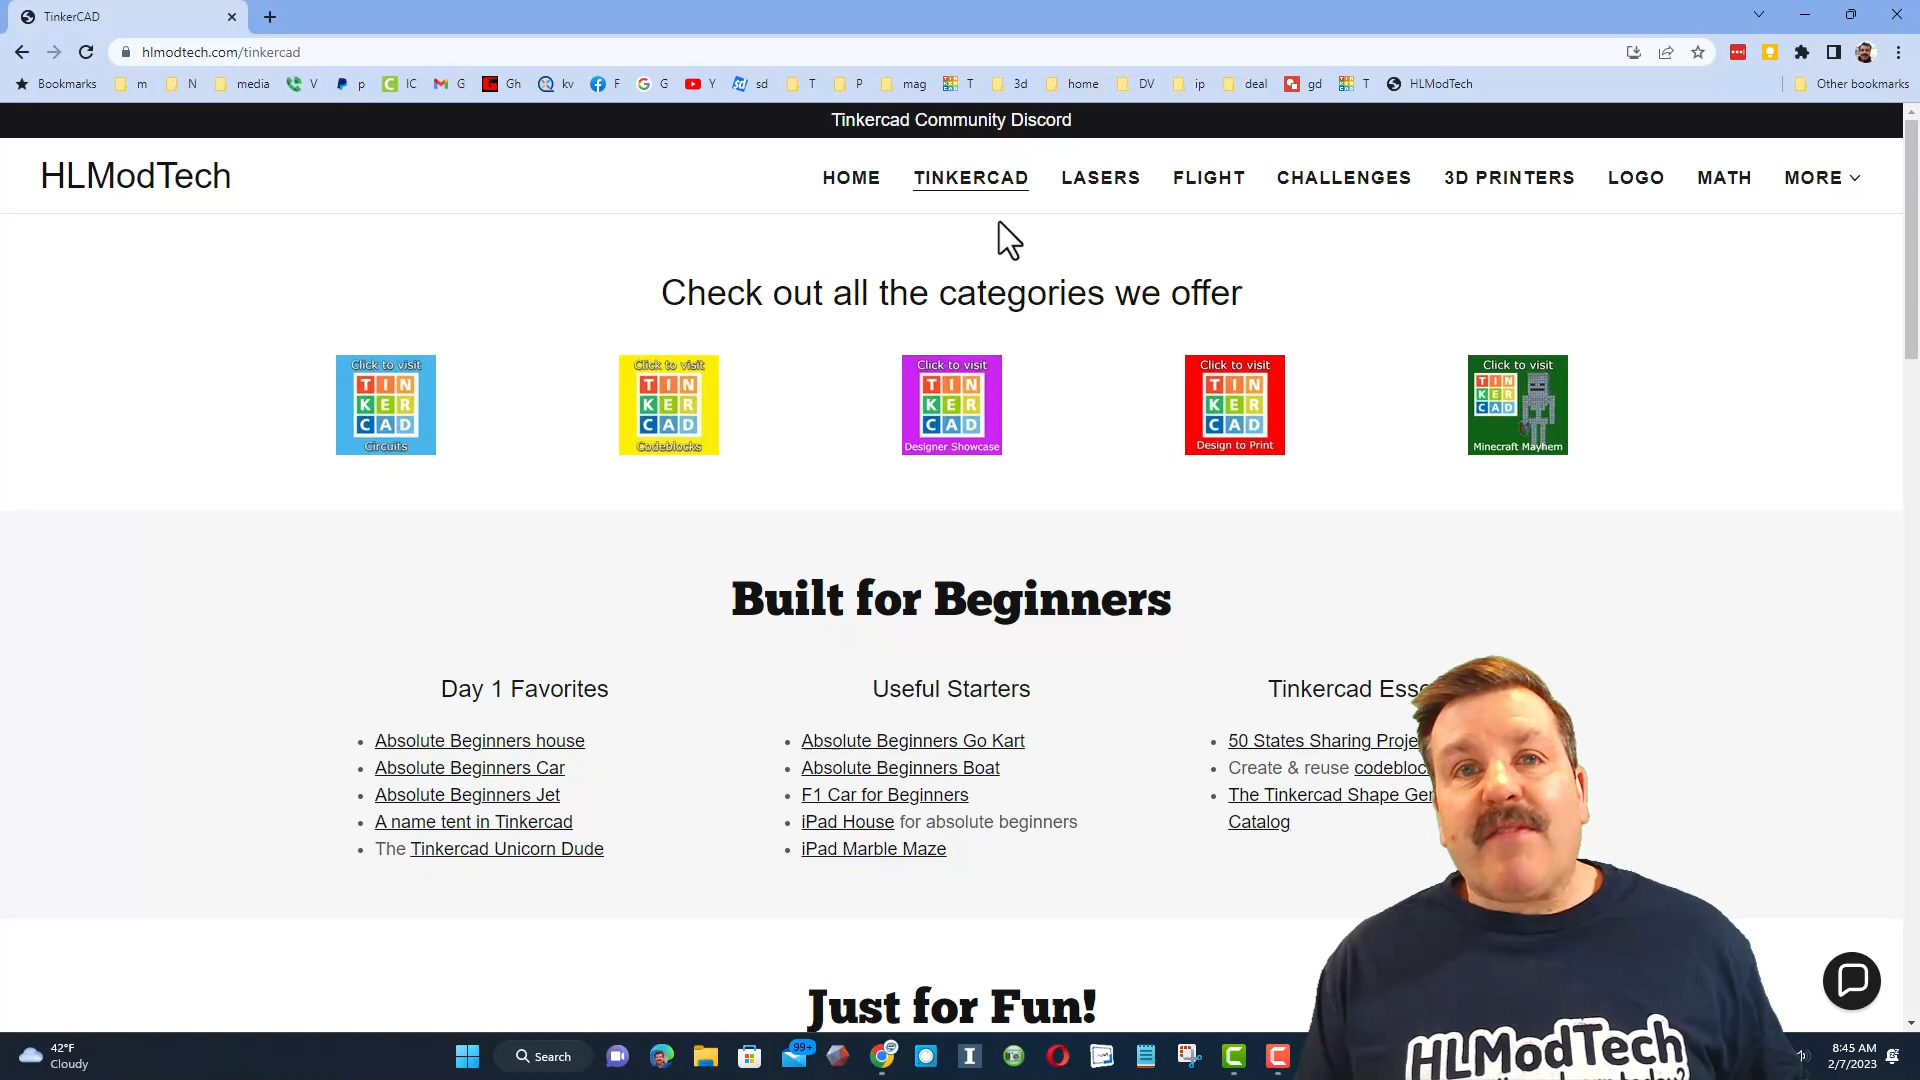 TinkerCAD
hlmodtech.com/tinkercad
Bookmarks m N media V p IC G Gh kv F G Y sd T P mag T 3d home DV ip deal gd T HLModTech Other bookmarks
Tinkercad Community Discord
HLModTech
HOME TINKERCAD LASERS FLIGHT CHALLENGES 3D PRINTERS LOGO MATH MORE
Check out all the categories we offer
Click to visit
TIN
KER
CAD
Circuits
Click to visit
TIN
KER
CAD
Codeblocks
Click to visit
TIN
KER
CAD
Designer Showcase
Click to visit
TIN
KER
CAD
Design to Print
Click to visit
TIN
KER
CAD
Minecraft Mayhem
Built for Beginners
Day 1 Favorites
Absolute Beginners house
Absolute Beginners Car
Absolute Beginners Jet
A name tent in Tinkercad
The Tinkercad Unicorn Dude
Useful Starters
Absolute Beginners Go Kart
Absolute Beginners Boat
F1 Car for Beginners
iPad House for absolute beginners
iPad Marble Maze
Tinkercad Ess
50 States Sharing Proje
Create & reuse codebloc
The Tinkercad Shape Ge
Catalog
Just for Fun!
HLModTech
42°F
Cloudy
Search
99+
8:45 AM
2/7/2023